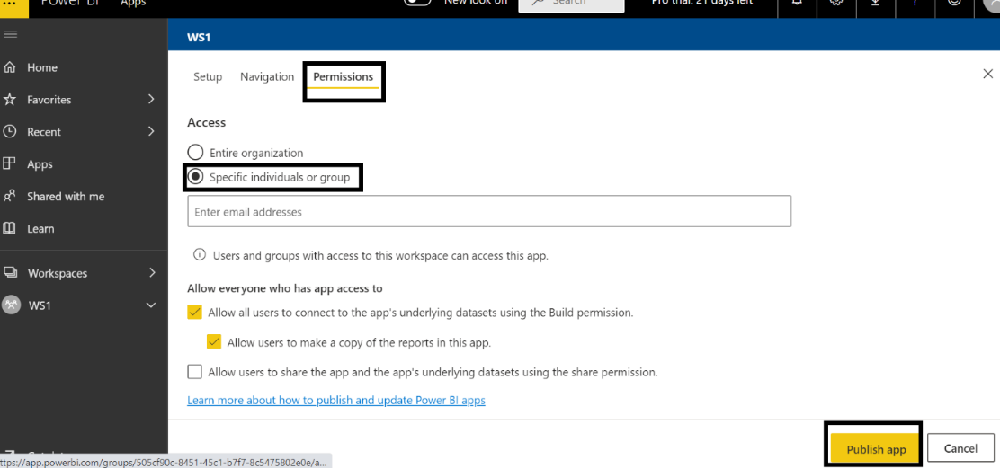 Power BI Apps New look off Search Pro trial: 21 days left
WS1
Home
Favorites
Recent
Apps
Shared with me
Learn
Workspaces
WS1
Setup Navigation Permissions
Access
Entire organization
Specific individuals or group
Enter email addresses
Users and groups with access to this workspace can access this app.
Allow everyone who has app access to
Allow all users to connect to the app's underlying datasets using the Build permission.
Allow users to make a copy of the reports in this app.
Allow users to share the app and the app's underlying datasets using the share permission.
Learn more about how to publish and update Power BI apps
Publish app Cancel
ttps://app.powerbi.com/groups/505cf90c-8451-45c1-b7f7-8c5475802e0e/a...